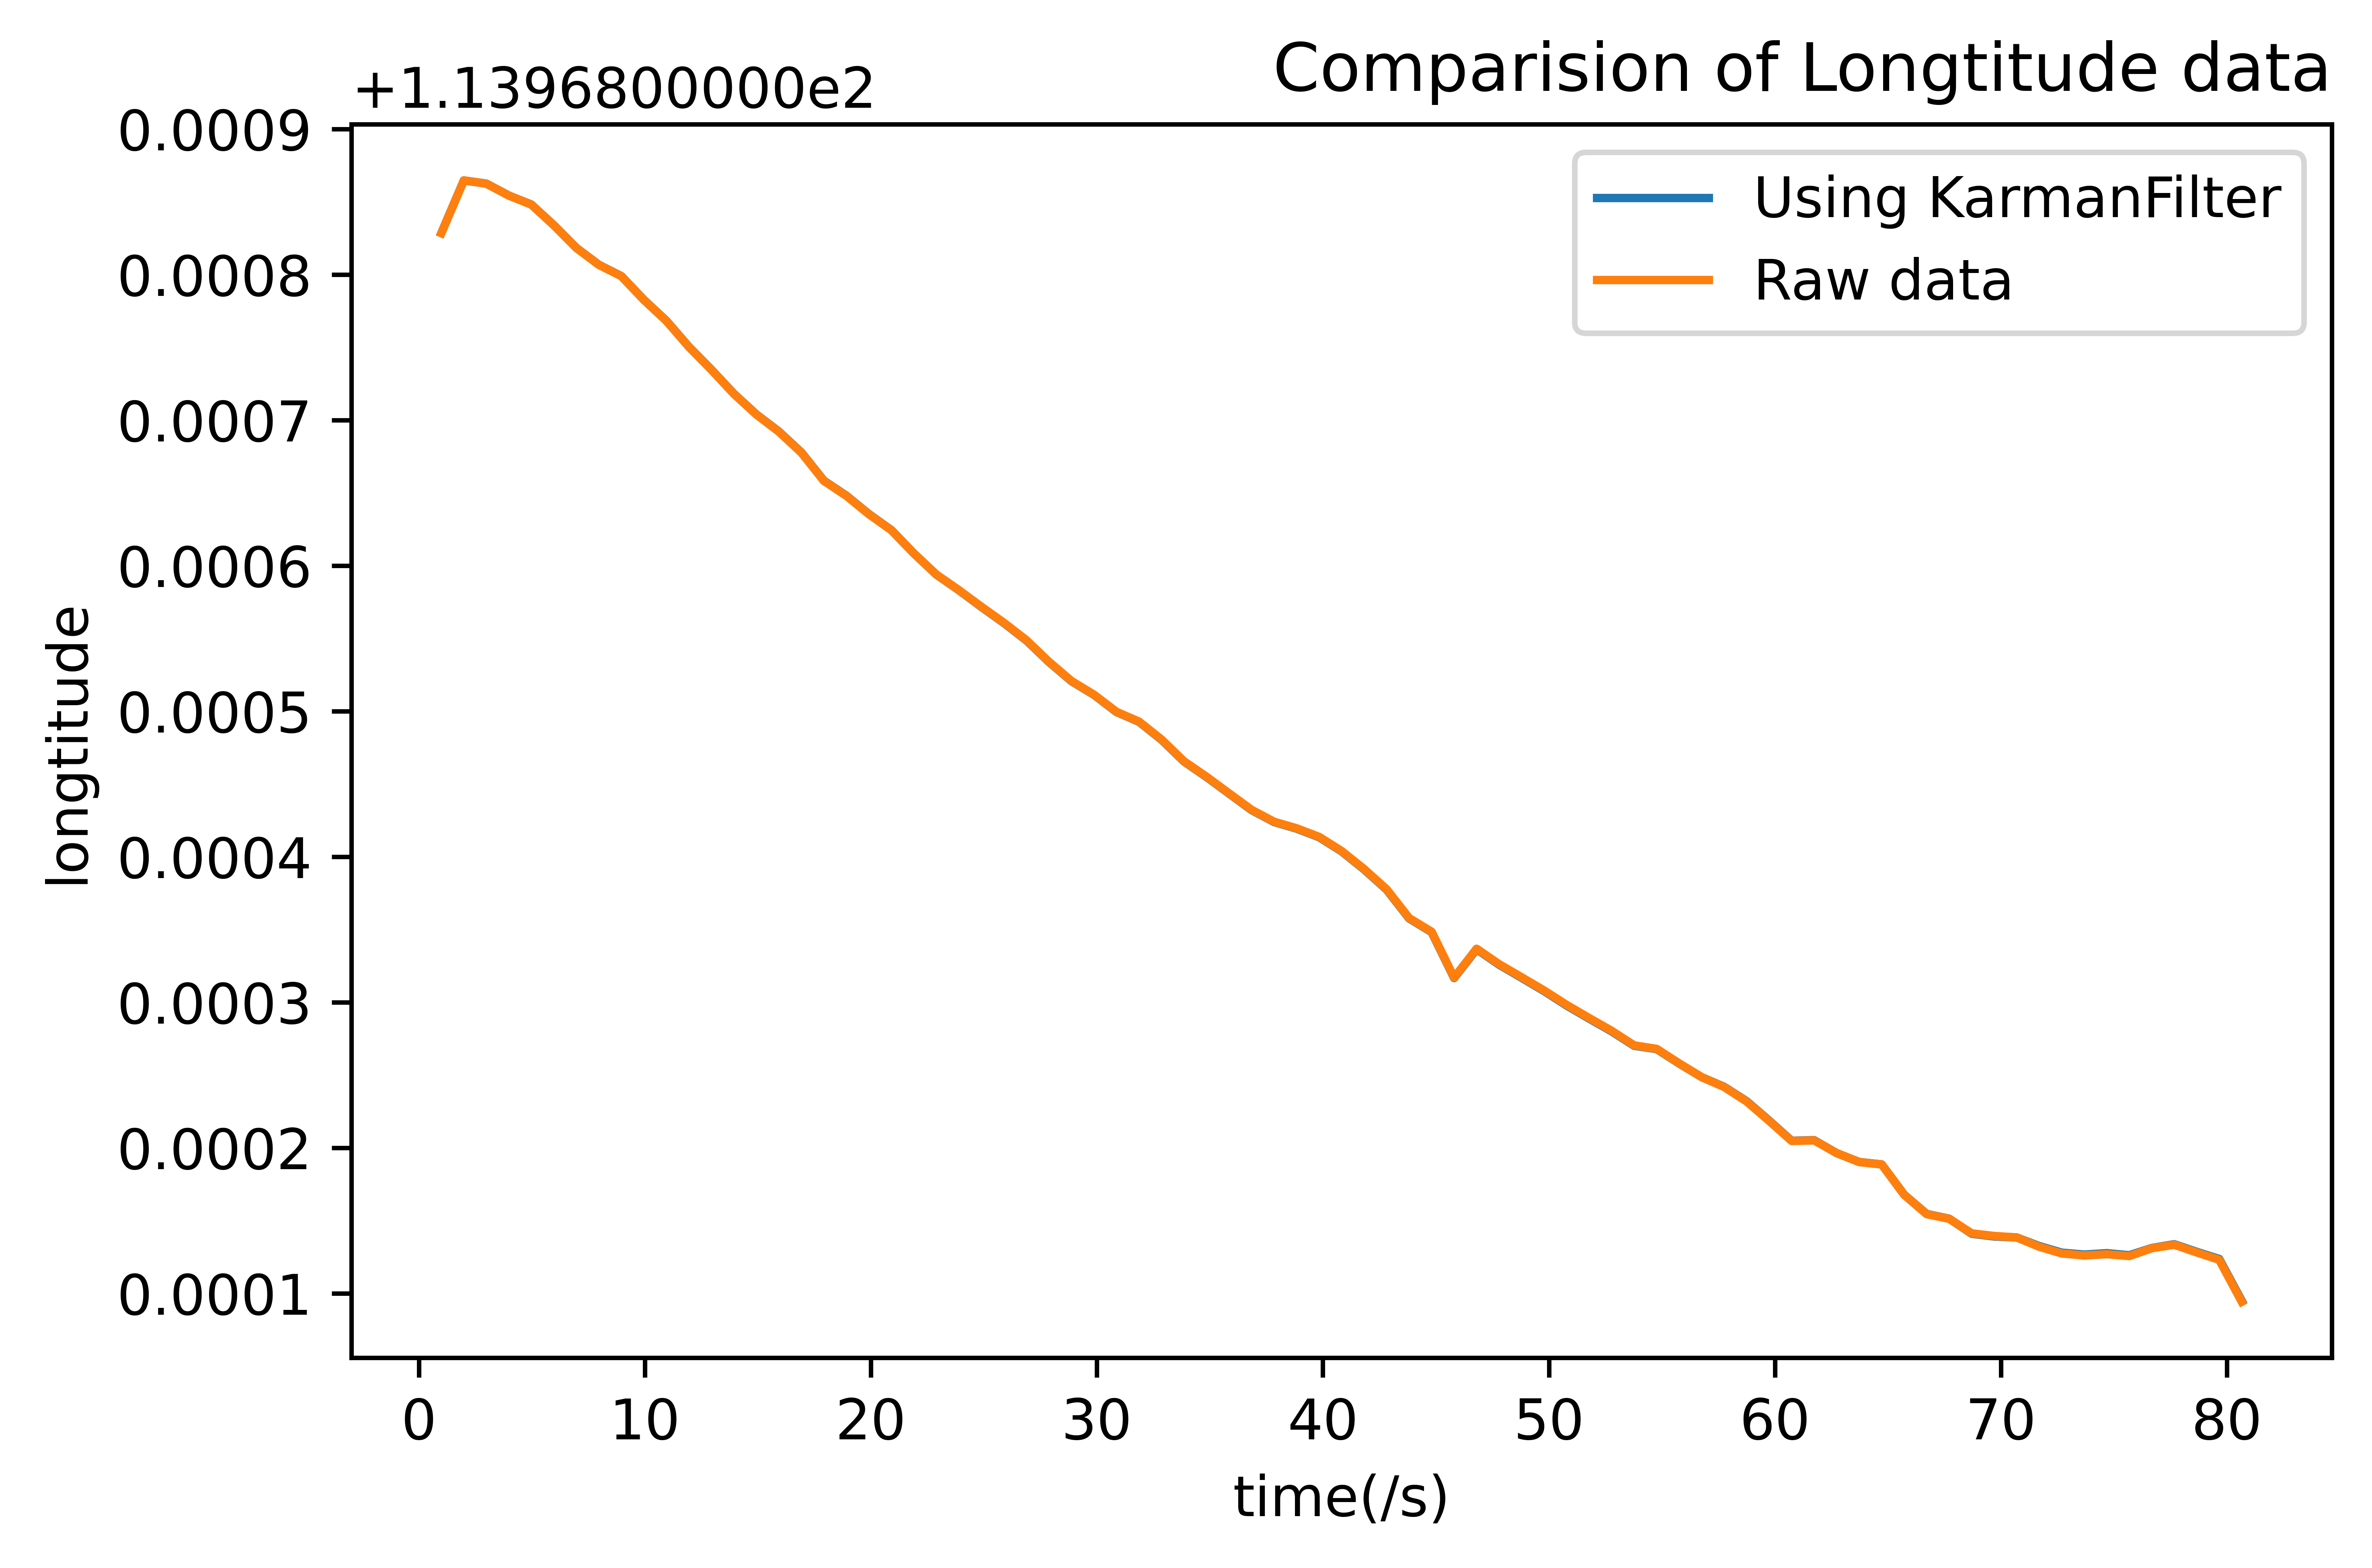 Comparision of Longtitude data
+1.1396800000e2
0.0009
0.0008
0.0007
0.0006
0.0005
0.0004
0.0003
0.0002
0.0001
longtitude
Using KarmanFilter
Raw data
0 10 20 30 40 50 60 70 80
time(/s)